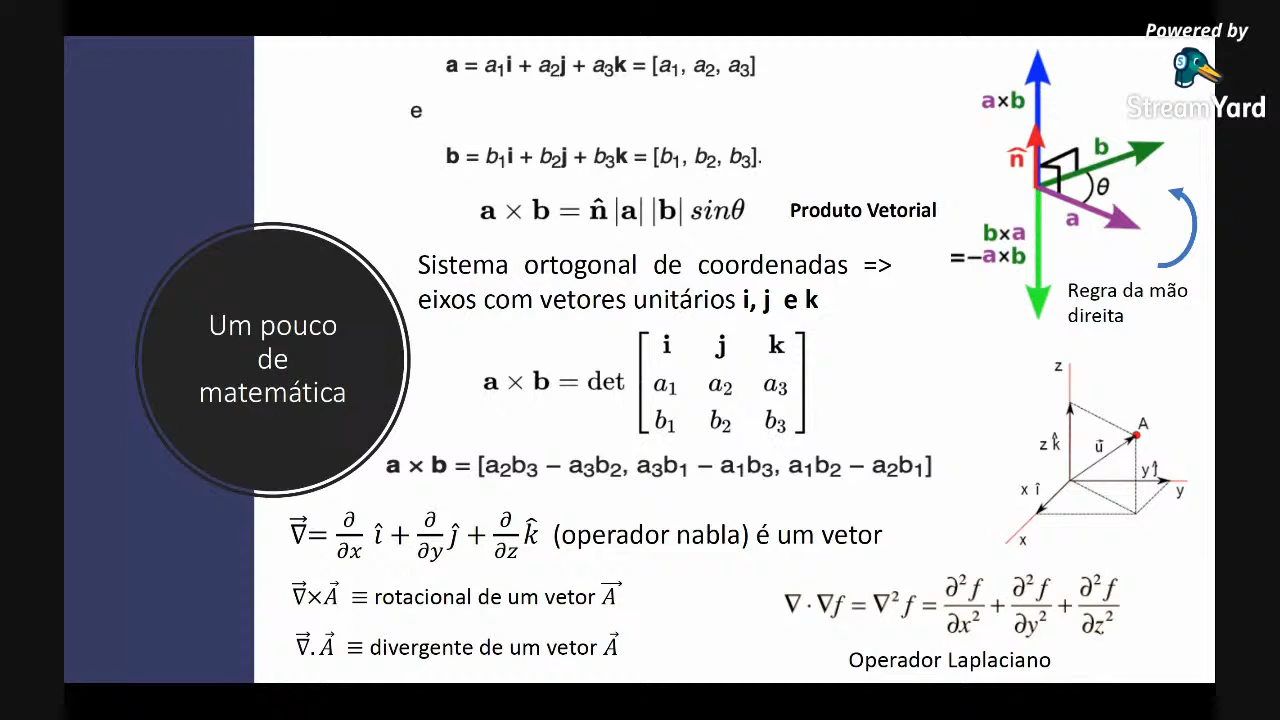 Powered by
StreamYard
a = a₁i + a₂j + a₃k = [a₁, a₂, a₃]
e
b = b₁i + b₂j + b₃k = [b₁, b₂, b₃].
a × b = n̂ |a| |b| sinθ
Produto Vetorial
Sistema ortogonal de coordenadas =>
eixos com vetores unitários i, j e k
Um pouco
de
matemática
a × b = det [ i j k
a₁ a₂ a₃
b₁ b₂ b₃ ]
a × b = [a₂b₃ − a₃b₂, a₃b₁ − a₁b₃, a₁b₂ − a₂b₁]
∇⃗= ∂/∂x î + ∂/∂y ĵ + ∂/∂z k̂ (operador nabla) é um vetor
∇⃗×A⃗ ≡ rotacional de um vetor A⃗
∇⃗.A⃗ ≡ divergente de um vetor A⃗
a×b
n̂
b
θ
a
b×a
=−a×b
Regra da mão
direita
z
A
z k̂
u⃗
y ĵ
x î
y
x
∇ · ∇f = ∇²f = ∂²f/∂x² + ∂²f/∂y² + ∂²f/∂z²
Operador Laplaciano